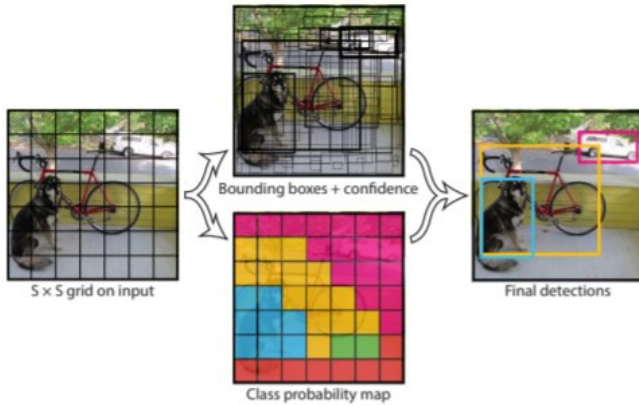 S × S grid on input
Bounding boxes + confidence
Class probability map
Final detections